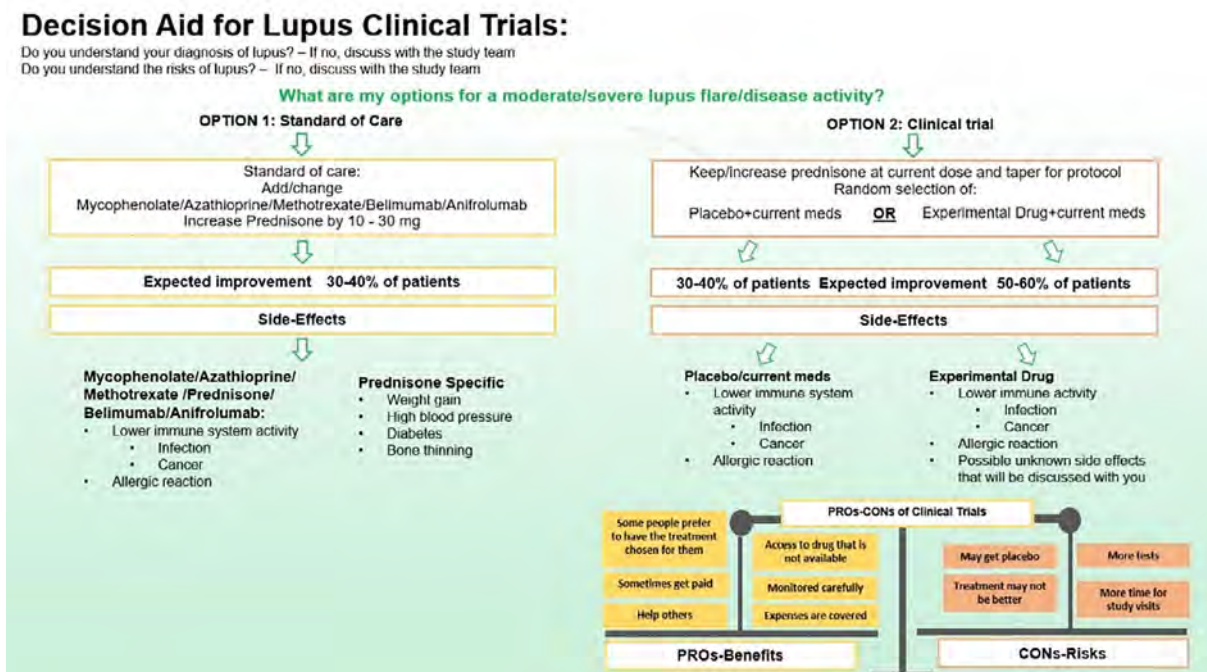 Decision Aid for Lupus Clinical Trials:
Do you understand your diagnosis of lupus? – If no, discuss with the study team
Do you understand the risks of lupus? – If no, discuss with the study team
What are my options for a moderate/severe lupus flare/disease activity?
OPTION 1: Standard of Care
Standard of care:
Add/change
Mycophenolate/Azathioprine/Methotrexate/Belimumab/Anifrolumab
Increase Prednisone by 10 - 30 mg
Expected improvement 30-40% of patients
Side-Effects
Mycophenolate/Azathioprine/
Methotrexate /Prednisone/
Belimumab/Anifrolumab:
• Lower immune system activity
• Infection
• Cancer
• Allergic reaction
Prednisone Specific
• Weight gain
• High blood pressure
• Diabetes
• Bone thinning
OPTION 2: Clinical trial
Keep/Increase prednisone at current dose and taper for protocol
Random selection of:
Placebo+current meds OR Experimental Drug+current meds
30-40% of patients Expected improvement 50-60% of patients
Side-Effects
Placebo/current meds
• Lower immune system
activity
• Infection
• Cancer
• Allergic reaction
Experimental Drug
• Lower immune activity
• Infection
• Cancer
• Allergic reaction
• Possible unknown side effects
that will be discussed with you
PROs-CONs of Clinical Trials
Some people prefer
to have the treatment
chosen for them
Sometimes get paid
Help others
Access to drug that is
not available
Monitored carefully
Expenses are covered
PROs-Benefits
May get placebo
Treatment may not
be better
More tests
More time for
study visits
CONs-Risks